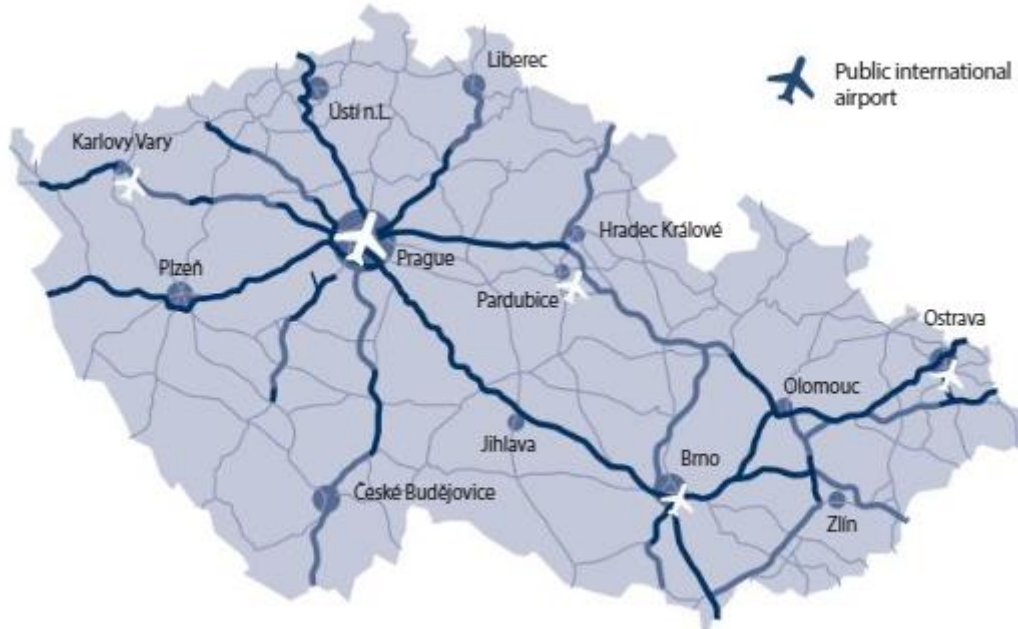 Liberec
Public international
airport
Ústí n.L.
Karlovy Vary
Hradec Králové
Prague
Plzeň
Pardubice
Ostrava
Olomouc
Jihlava
Brno
České Budějovice
Zlín